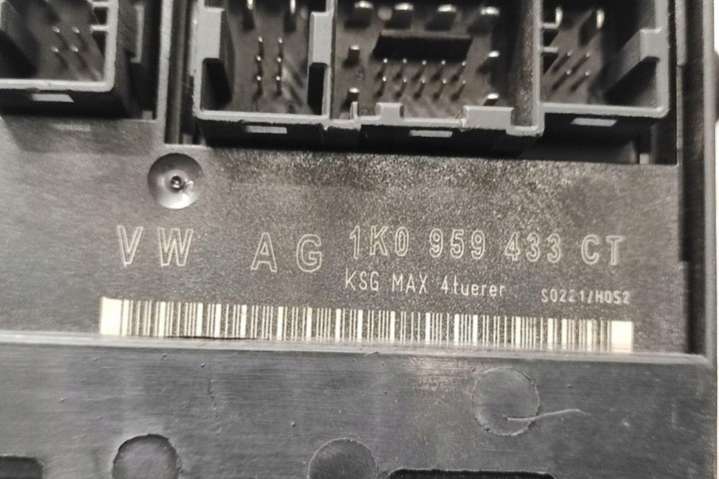 VW AG 1K0 959 433 CT
KSG MAX 4tuerer S0221/H052